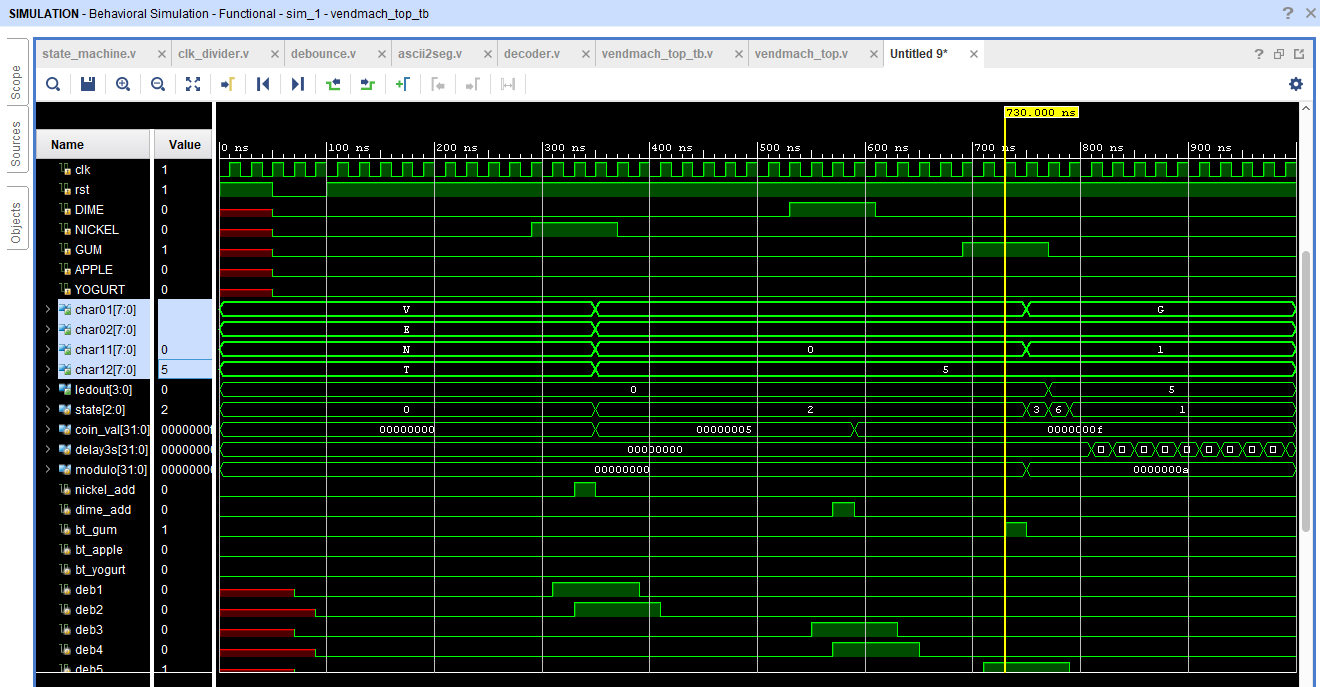 SIMULATION - Behavioral Simulation - Functional - sim_1 - vendmach_top_tb
state_machine.v clk_divider.v debounce.v ascii2seg.v decoder.v vendmach_top_tb.v vendmach_top.v Untitled 9*
Scope
Sources
Objects
730.000 ns
Name Value 0 ns 100 ns 200 ns 300 ns 400 ns 500 ns 600 ns 700 ns 800 ns 900 ns
clk 1
rst 1
DIME 0
NICKEL 0
GUM 1
APPLE 0
YOGURT 0
char01[7:0] V G
char02[7:0] E
char11[7:0] 0 N 0 1
char12[7:0] 5 T 5
ledout[3:0] 0 0 5
state[2:0] 2 0 2 3 6 1
coin_val[31:0] 00000000 00000005 0000000f
delay3s[31:0] 00000000
modulo[31:0] 00000000 0000000a
nickel_add 0
dime_add 0
bt_gum 1
bt_apple 0
bt_yogurt 0
deb1 0
deb2 0
deb3 0
deb4 0
deb5 1